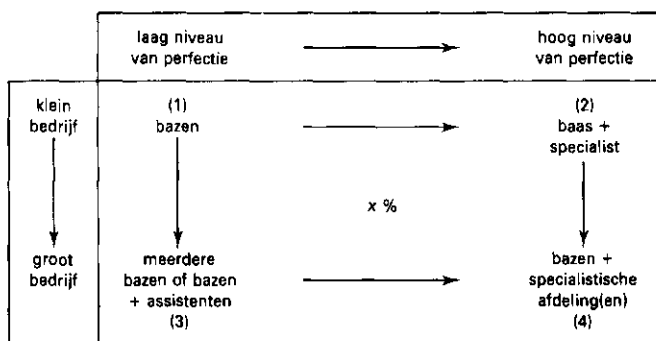 laag niveau
van perfectie
hoog niveau
van perfectie
klein
bedrijf
(1)
bazen
(2)
baas +
specialist
x %
groot
bedrijf
meerdere
bazen of bazen
+ assistenten
(3)
bazen +
specialistische
afdeling(en)
(4)